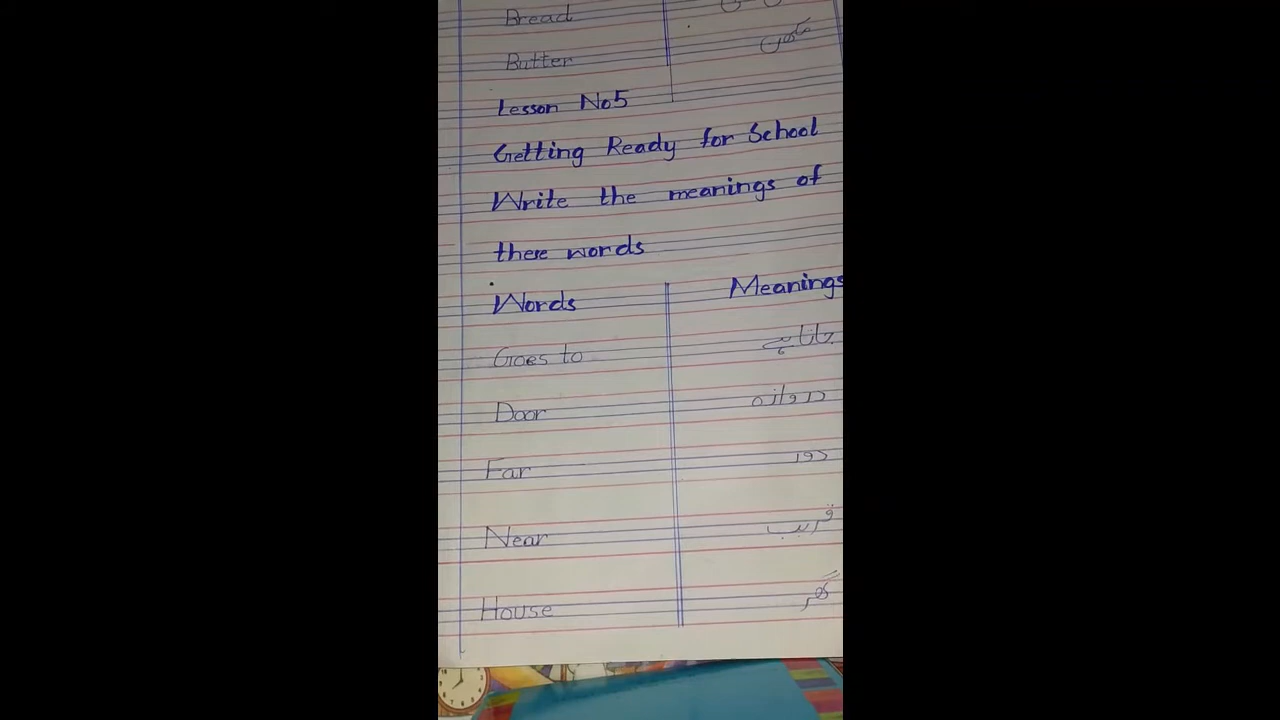 Bread
Butter مکھن
Lesson No5
Getting Ready for School
Write the meanings of
these words
Words Meanings
Goes to جاتا ہے
Door دروازہ
Far دور
Near قریب
House گھر